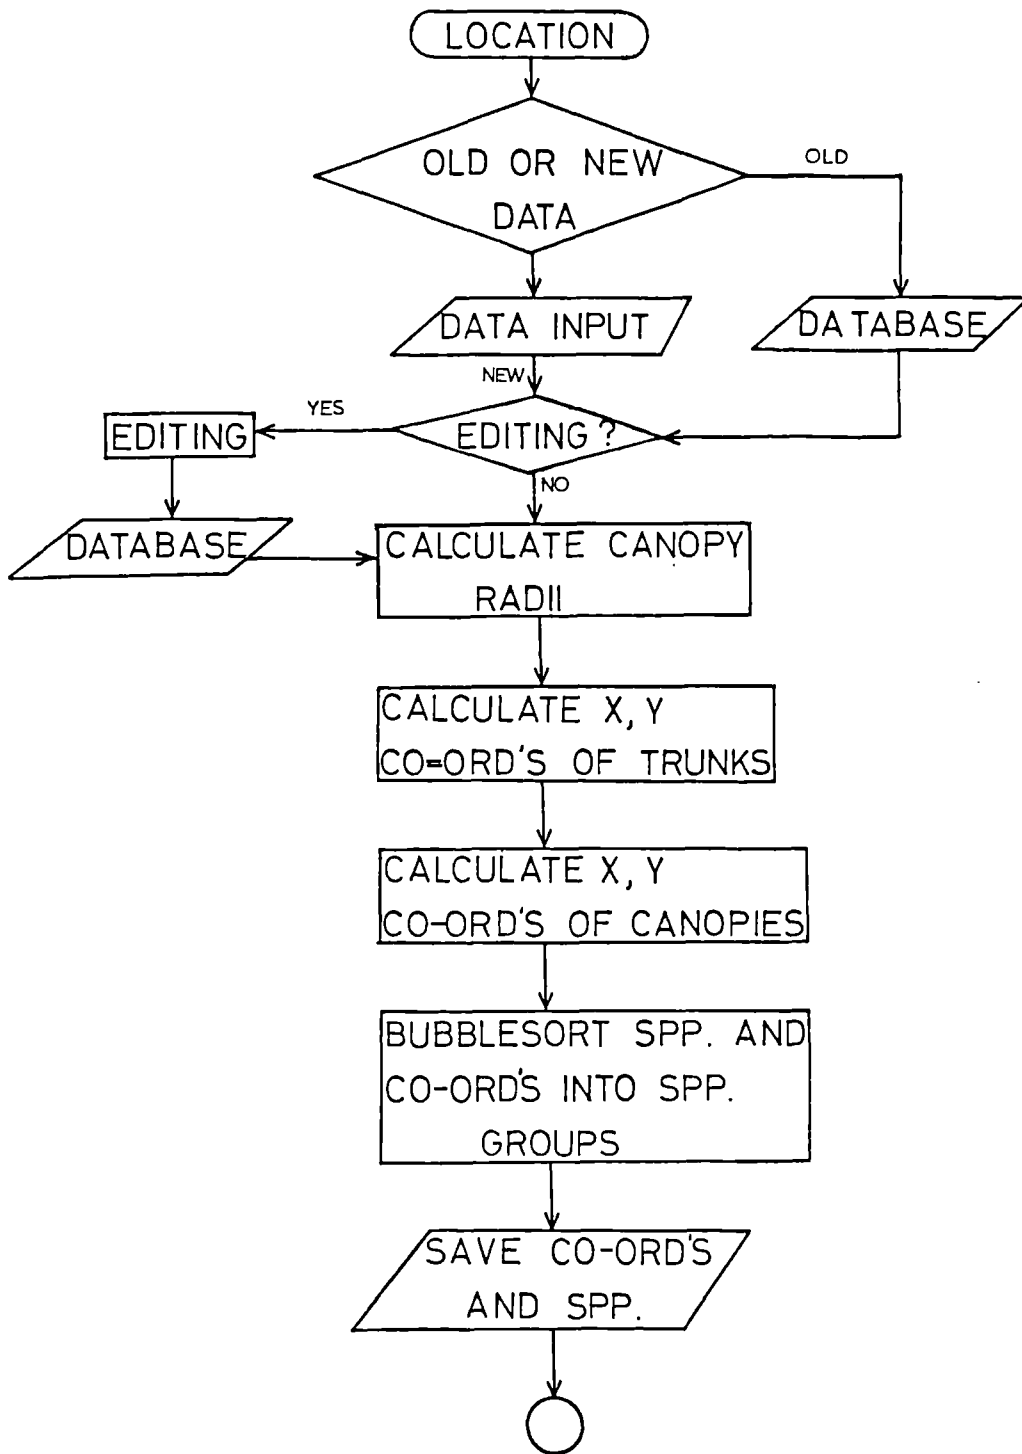 LOCATION
OLD OR NEW
DATA
OLD
DATA INPUT
DATABASE
NEW
YES
EDITING
EDITING?
NO
DATABASE
CALCULATE CANOPY
RADII
CALCULATE X, Y
CO=ORD'S OF TRUNKS
CALCULATE X, Y
CO-ORD'S OF CANOPIES
BUBBLESORT SPP. AND
CO-ORD'S INTO SPP.
GROUPS
SAVE CO-ORD'S
AND SPP.